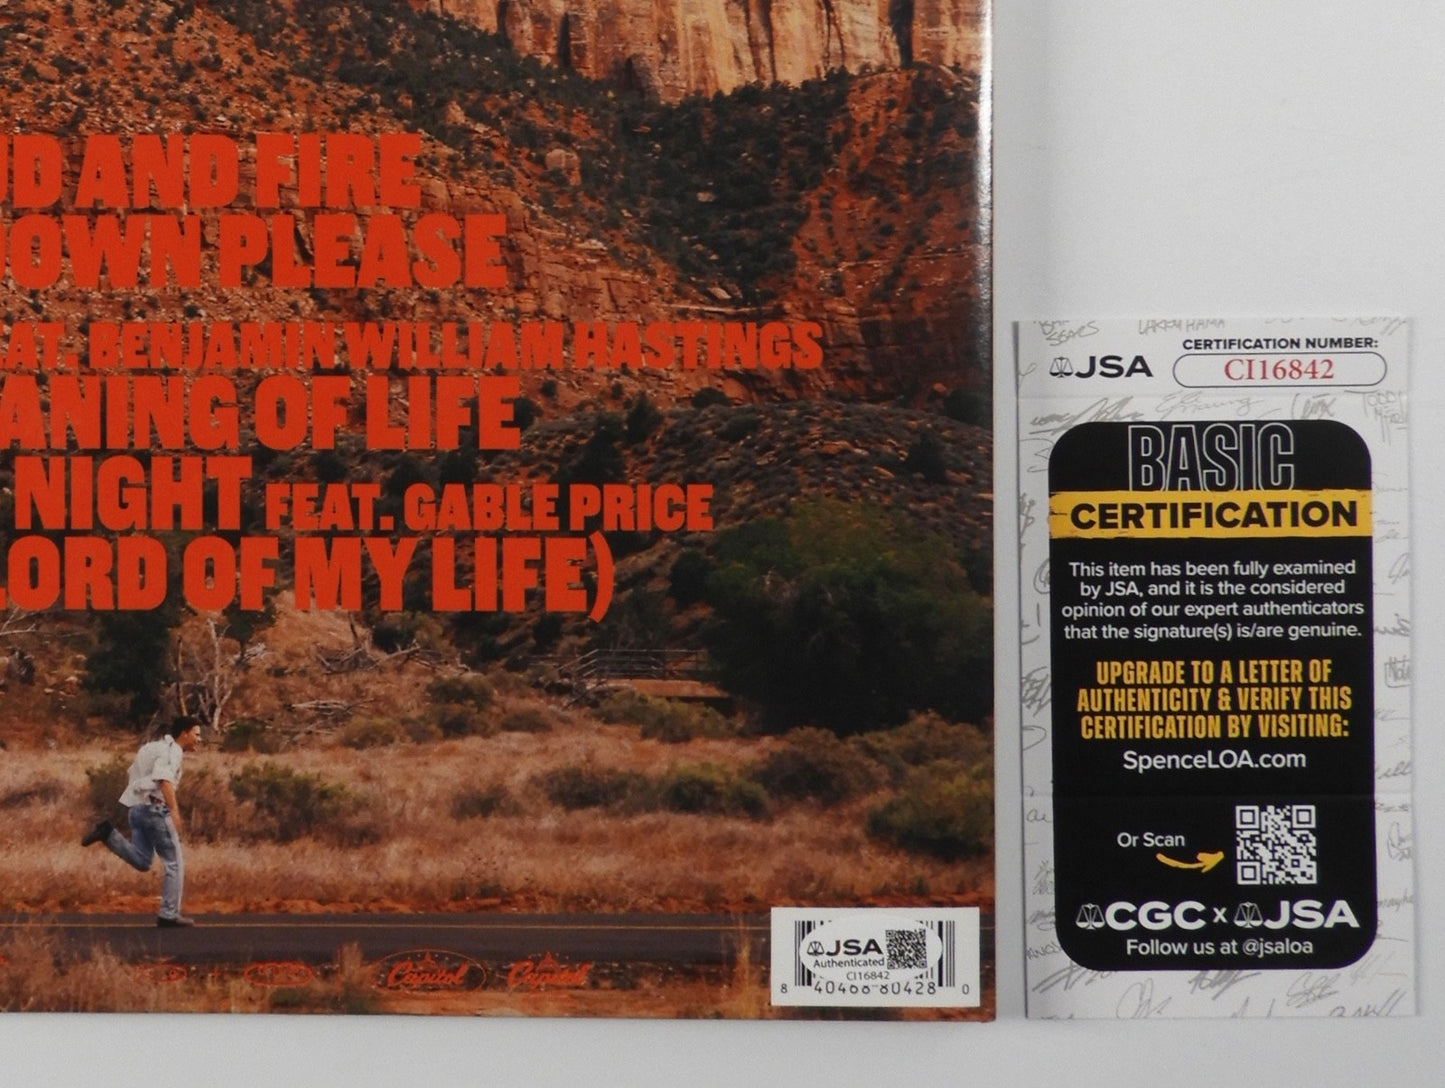 UD AND FIRE
OWN PLEASE
EAT. BENJAMIN WILLIAM HASTINGS
ANING OF LIFE
NIGHT FEAT. GABLE PRICE
LORD OF MY LIFE)
Capitol
JSA
Authenticated
CI16842
8 40468-80428 0
JSA
CERTIFICATION NUMBER:
CI16842
BASIC
CERTIFICATION
This item has been fully examined
by JSA, and it is the considered
opinion of our expert authenticators
that the signature(s) is/are genuine.
UPGRADE TO A LETTER OF
AUTHENTICITY & VERIFY THIS
CERTIFICATION BY VISITING:
SpenceLOA.com
Or Scan
CGC x JSA
Follow us at @jsaloa